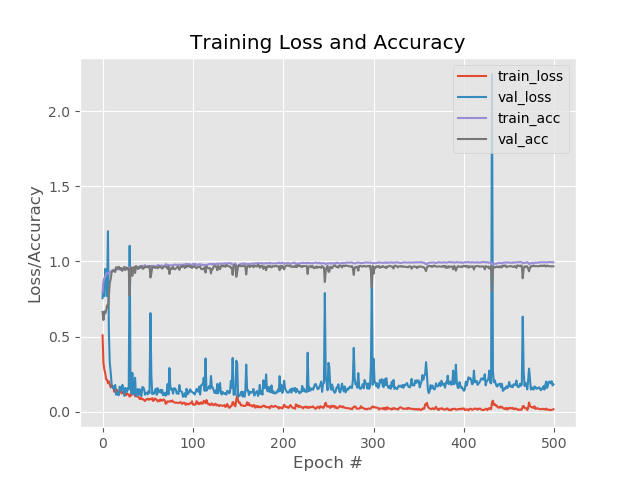 Training Loss and Accuracy
train_loss
val_loss
train_acc
val_acc
Loss/Accuracy
2.0
1.5
1.0
0.5
0.0
0
100
200
300
400
500
Epoch #